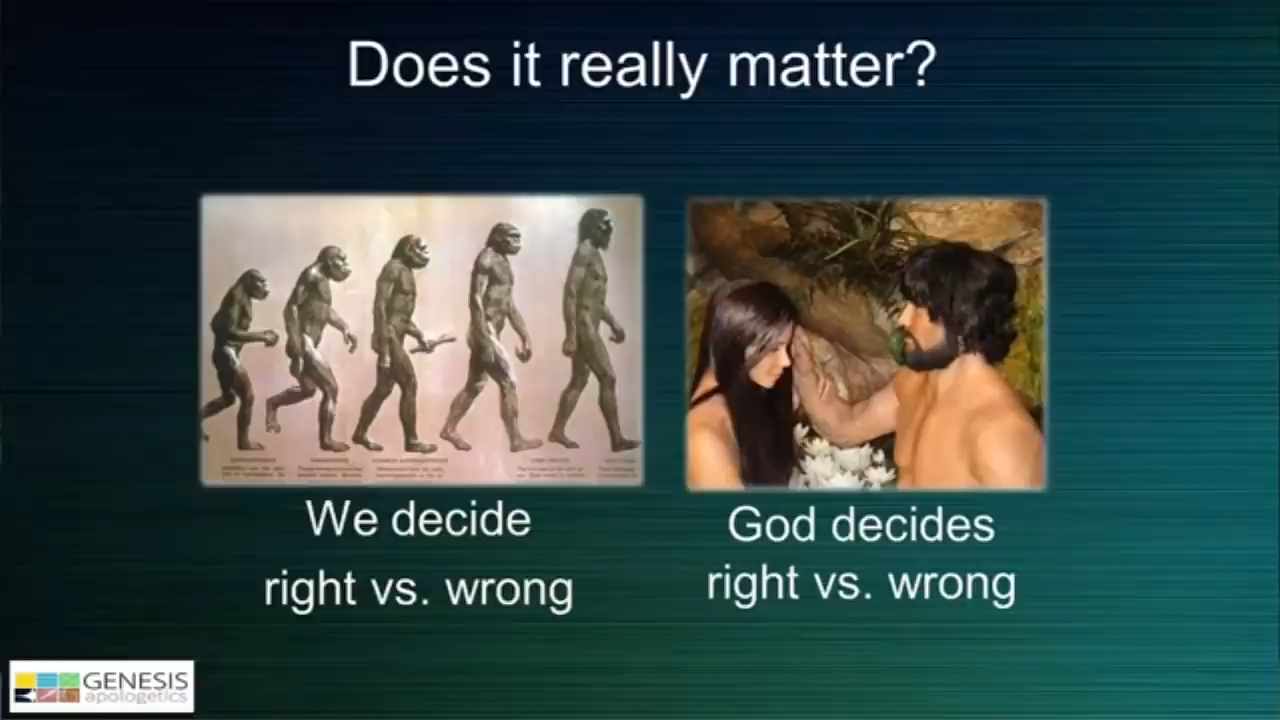 Does it really matter?
We decide
right vs. wrong
God decides
right vs. wrong
GENESIS
apologetics